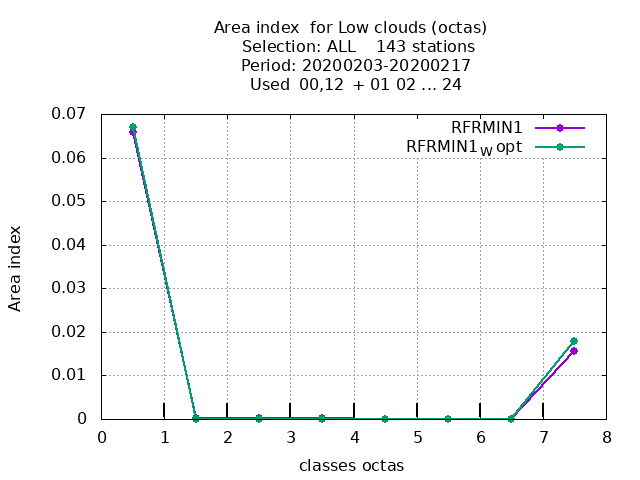 Area index  for Low clouds (octas)
Selection: ALL    143 stations
Period: 20200203-20200217
Used  00,12  + 01 02 ... 24
RFRMIN1
RFRMIN1W opt
0.07
0.06
0.05
0.04
0.03
0.02
0.01
0
Area index
0 1 2 3 4 5 6 7 8
classes octas